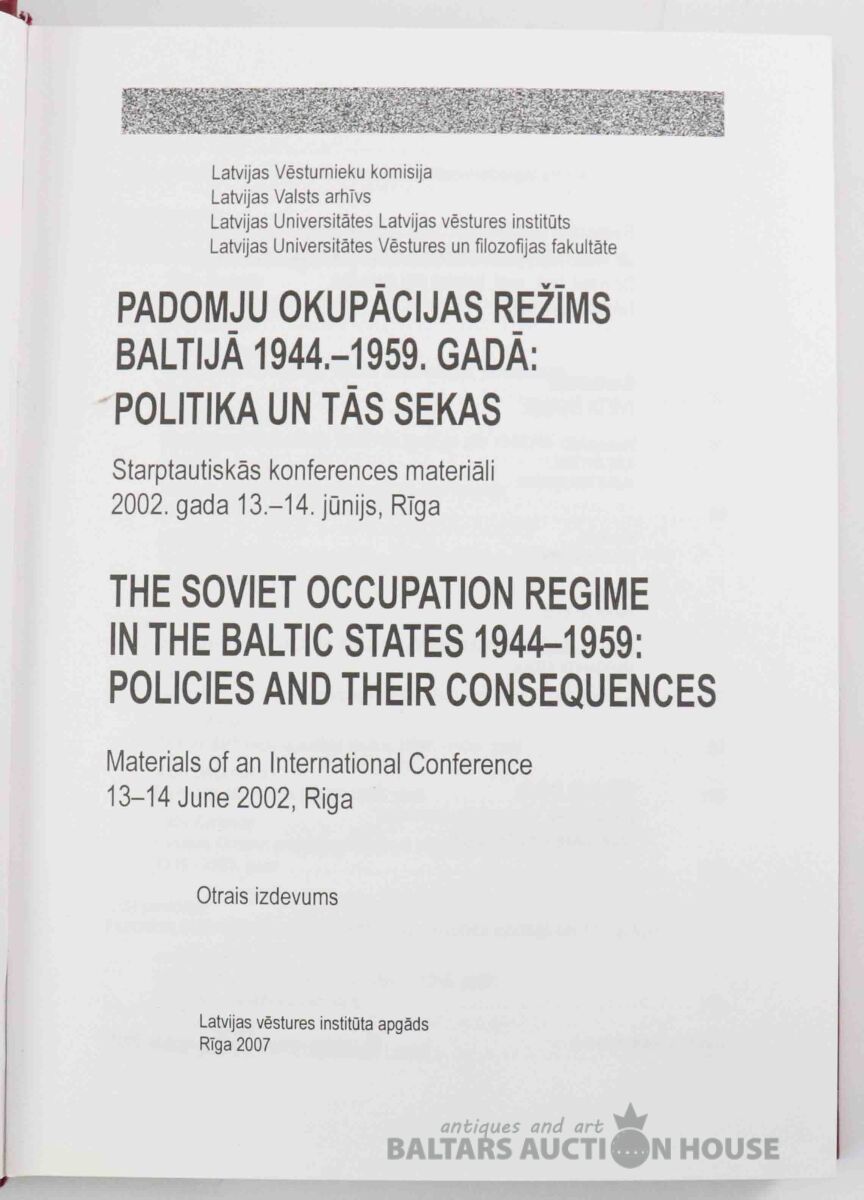 Latvijas Vēsturnieku komisija
Latvijas Valsts arhīvs
Latvijas Universitātes Latvijas vēstures institūts
Latvijas Universitātes Vēstures un filozofijas fakultāte
PADOMJU OKUPĀCIJAS REŽĪMS
BALTIJĀ 1944.–1959. GADĀ:
POLITIKA UN TĀS SEKAS
Starptautiskās konferences materiāli
2002. gada 13.–14. jūnijs, Rīga
THE SOVIET OCCUPATION REGIME
IN THE BALTIC STATES 1944–1959:
POLICIES AND THEIR CONSEQUENCES
Materials of an International Conference
13–14 June 2002, Riga
Otrais izdevums
Latvijas vēstures institūta apgāds
Rīga 2007
antiques and art
BALTARS AUCTION HOUSE